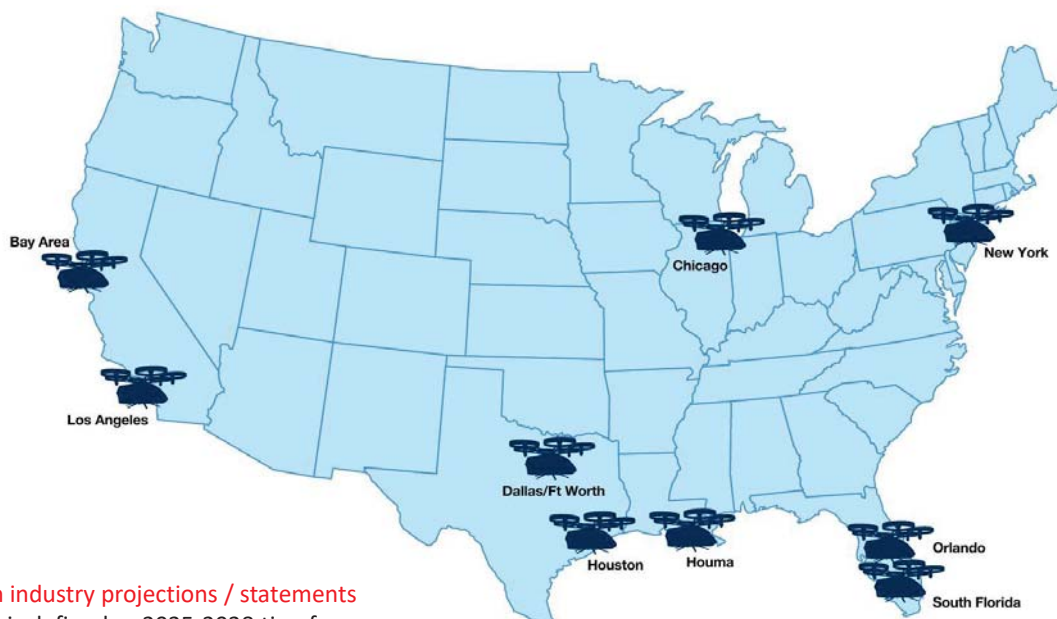 Bay Area
New York
Chicago
Los Angeles
Dallas/Ft Worth
Houston
Houma
Orlando
South Florida
industry projections / statements